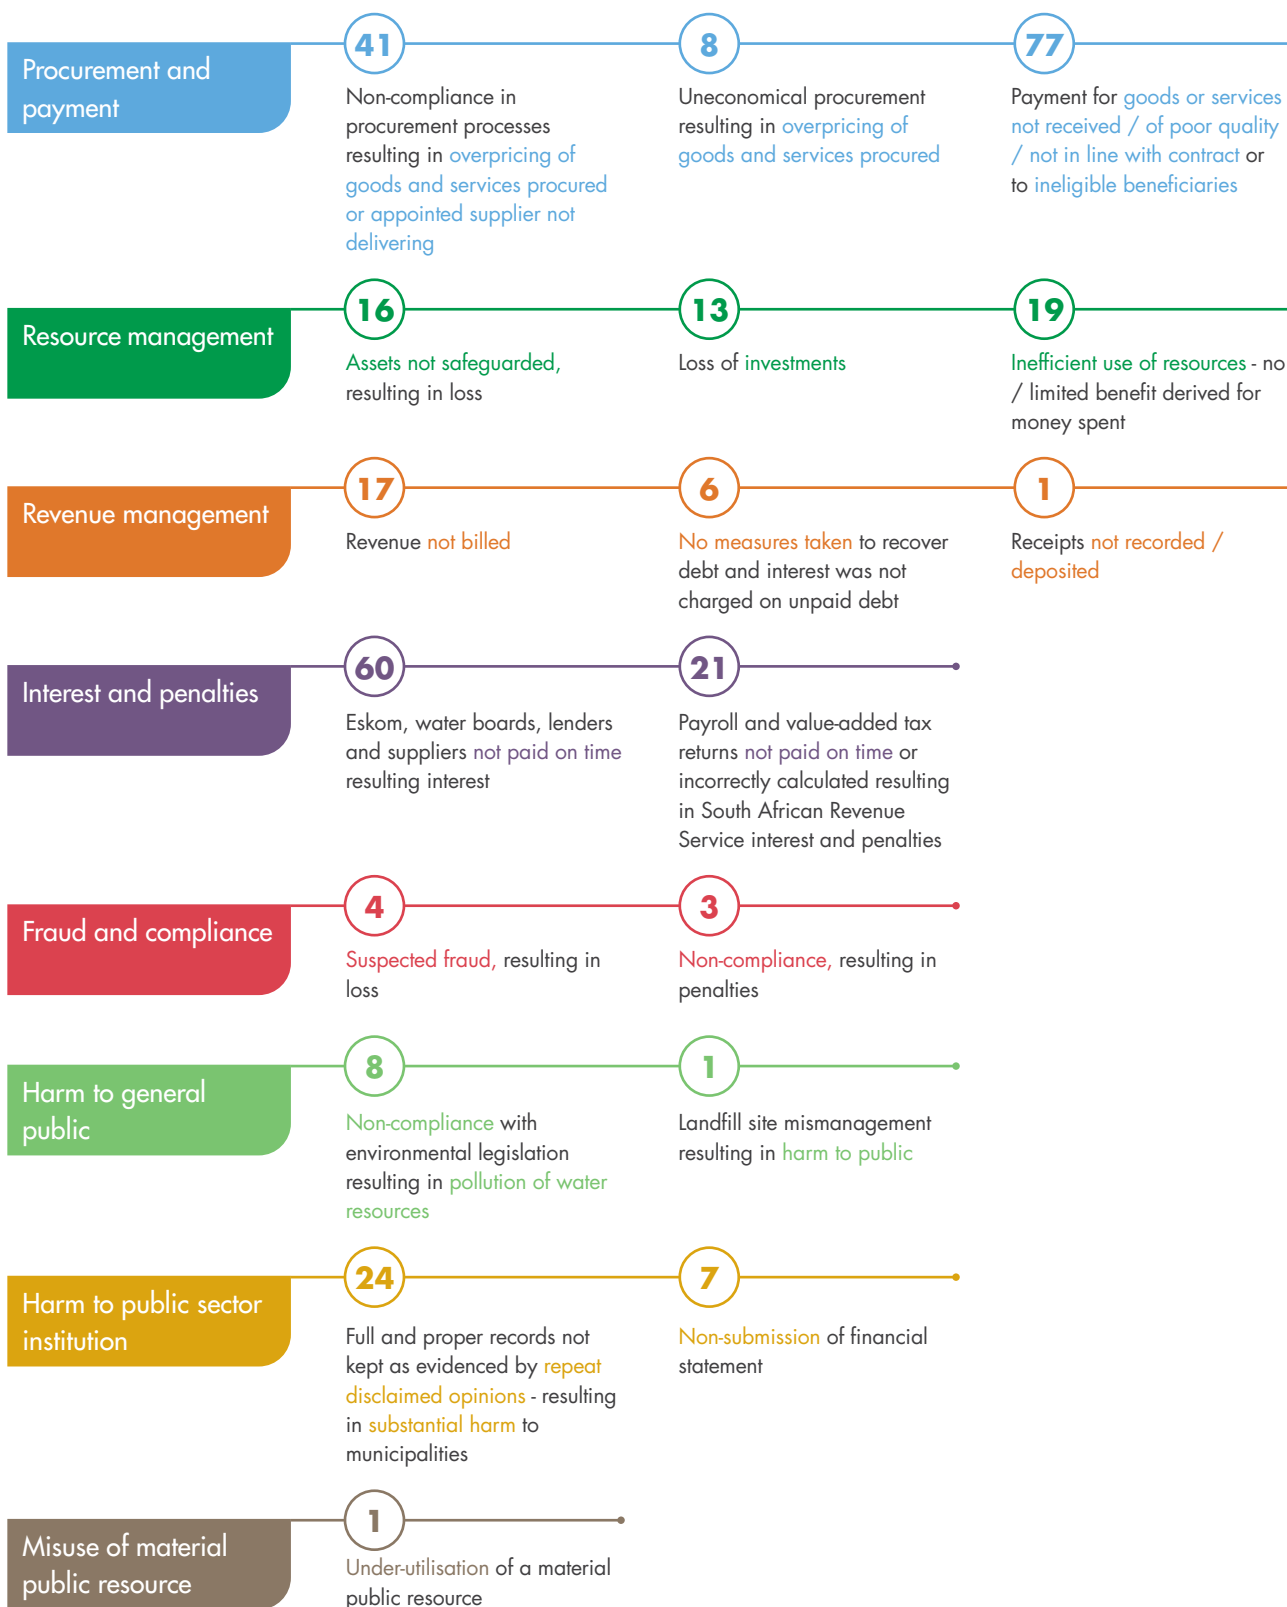 Procurement and
payment
41
Non-compliance in
procurement processes
resulting in overpricing of
goods and services procured
or appointed supplier not
delivering
8
Uneconomical procurement
resulting in overpricing of
goods and services procured
77
Payment for goods or services
not received / of poor quality
/ not in line with contract or
to ineligible beneficiaries
Resource management
16
Assets not safeguarded,
resulting in loss
13
Loss of investments
19
Inefficient use of resources - no
/ limited benefit derived for
money spent
Revenue management
17
Revenue not billed
6
No measures taken to recover
debt and interest was not
charged on unpaid debt
1
Receipts not recorded /
deposited
Interest and penalties
60
Eskom, water boards, lenders
and suppliers not paid on time
resulting interest
21
Payroll and value-added tax
returns not paid on time or
incorrectly calculated resulting
in South African Revenue
Service interest and penalties
Fraud and compliance
4
Suspected fraud, resulting in
loss
3
Non-compliance, resulting in
penalties
Harm to general
public
8
Non-compliance with
environmental legislation
resulting in pollution of water
resources
1
Landfill site mismanagement
resulting in harm to public
Harm to public sector
institution
24
Full and proper records not
kept as evidenced by repeat
disclaimed opinions - resulting
in substantial harm to
municipalities
7
Non-submission of financial
statement
Misuse of material
public resource
1
Under-utilisation of a material
public resource